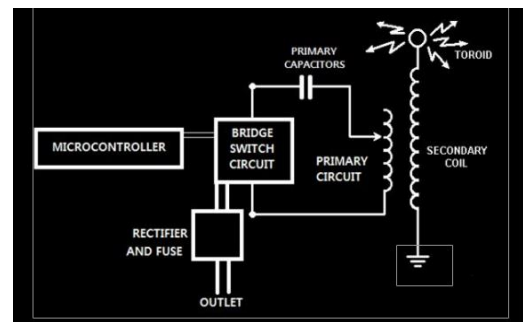 PRIMARY
CAPACITORS
TOROID
MICROCONTROLLER
BRIDGE
SWITCH
CIRCUIT
PRIMARY
CIRCUIT
SECONDARY
COIL
RECTIFIER
AND FUSE
OUTLET